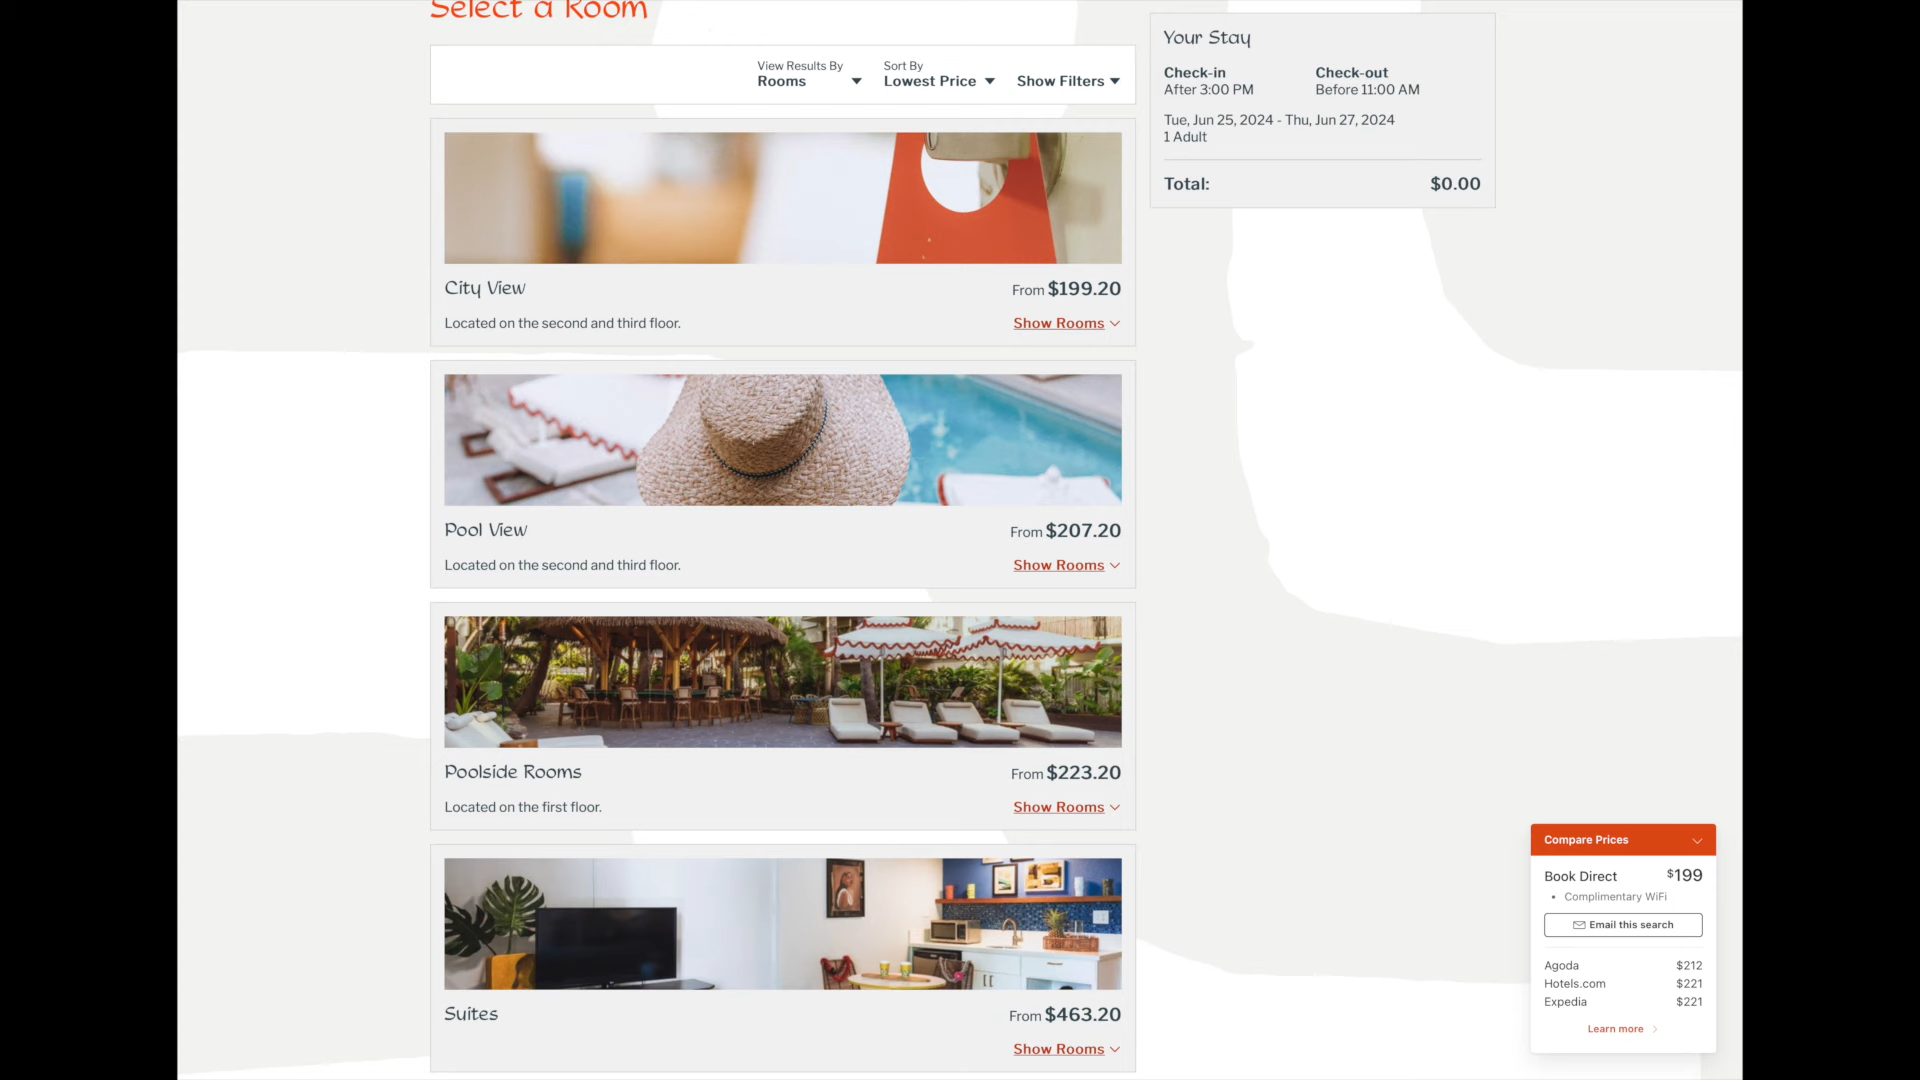 Select a Room
View Results By
Rooms
Sort By
Lowest Price
Show Filters
City View
From $199.20
Located on the second and third floor.
Show Rooms
Pool View
From $207.20
Located on the second and third floor.
Show Rooms
Poolside Rooms
From $223.20
Located on the first floor.
Show Rooms
Suites
From $463.20
Show Rooms
Your Stay
Check-in
After 3:00 PM
Check-out
Before 11:00 AM
Tue, Jun 25, 2024 - Thu, Jun 27, 2024
1 Adult
Total: $0.00
Compare Prices
Book Direct $199
• Complimentary WiFi
Email this search
Agoda $212
Hotels.com $221
Expedia $221
Learn more